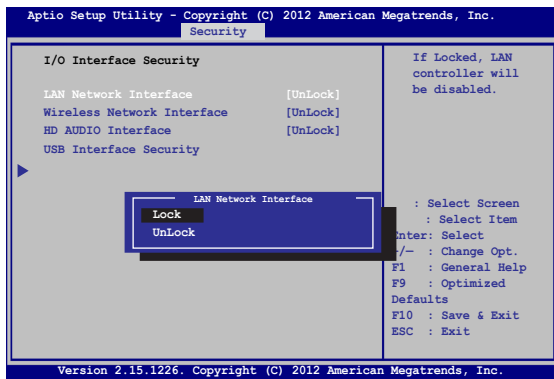 Aptio Setup Utility - Copyright (C) 2012 American Megatrends, Inc.
Security
I/O Interface Security
LAN Network Interface [UnLock]
Wireless Network Interface [UnLock]
HD AUDIO Interface [UnLock]
USB Interface Security
LAN Network Interface
Lock
UnLock
If Locked, LAN
controller will
be disabled.
: Select Screen
: Select Item
Enter: Select
+/— : Change Opt.
F1 : General Help
F9 : Optimized
Defaults
F10 : Save & Exit
ESC : Exit
Version 2.15.1226. Copyright (C) 2012 American Megatrends, Inc.